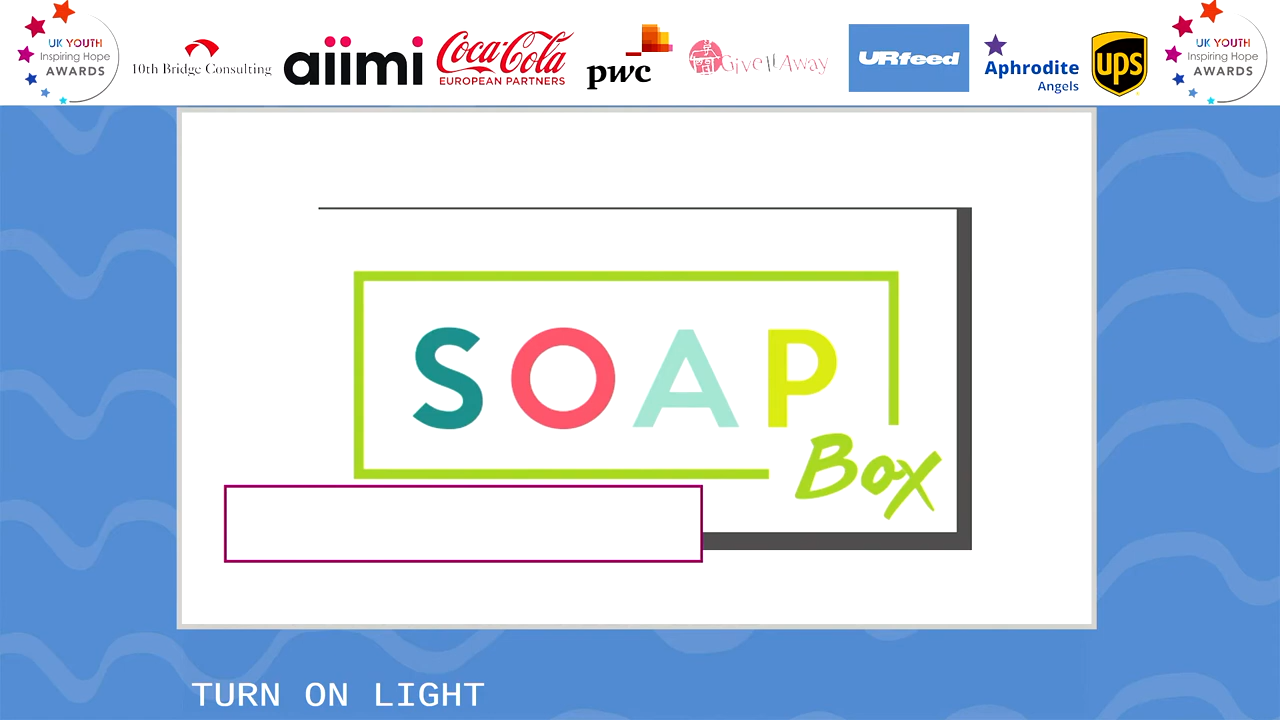 UK YOUTH
Inspiring Hope
AWARDS
10th Bridge Consulting
aiimi
Coca-Cola
EUROPEAN PARTNERS
pwc
Give Away
URfeed
Aphrodite
Angels
ups
UK YOUTH
Inspiring Hope
AWARDS
SOAP
Box
TURN ON LIGHT